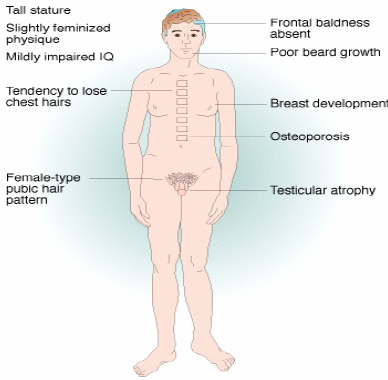 Tall stature
Slightly feminized
physique
Mildly impaired IQ
Tendency to lose
chest hairs
Female-type
pubic hair
pattern
Frontal baldness
absent
Poor beard growth
Breast development
Osteoporosis
Testicular atrophy